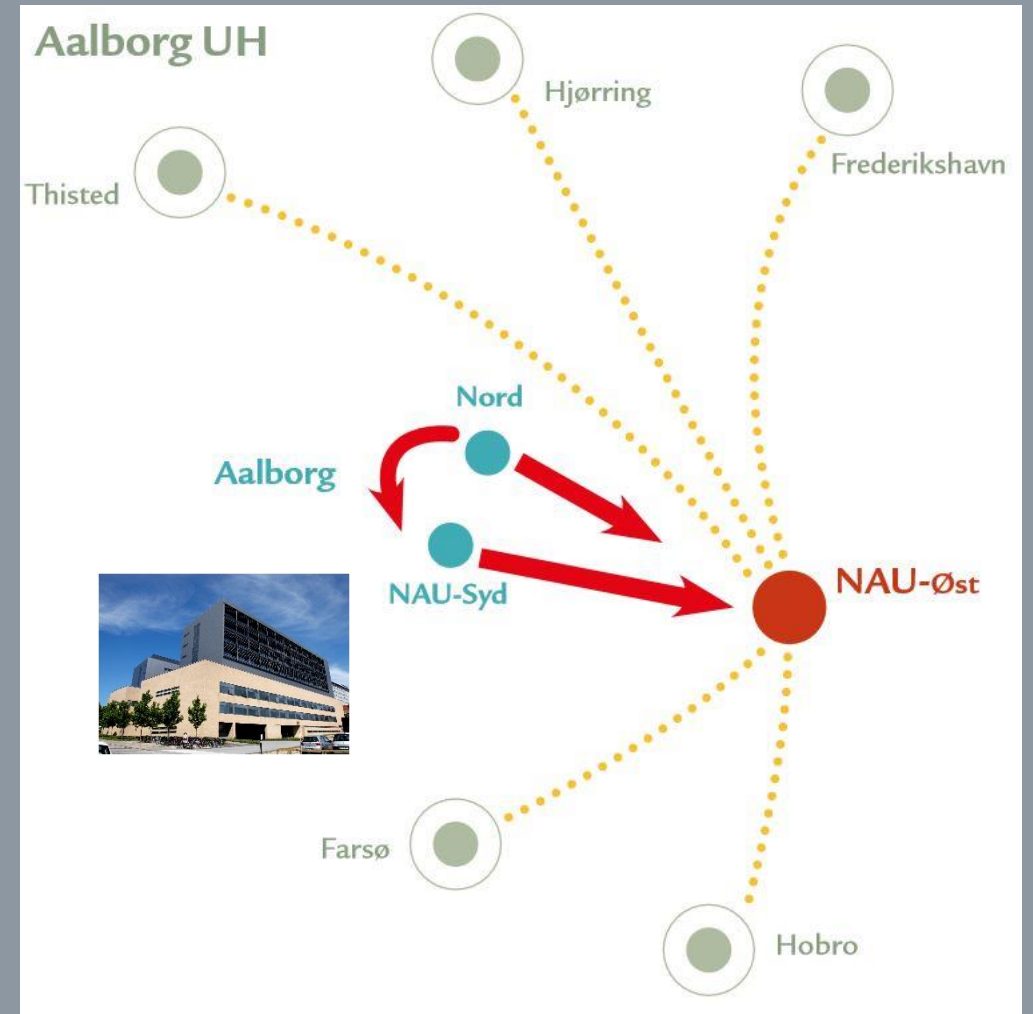 Aalborg UH
Hjørring
Frederikshavn
Thisted
Nord
Aalborg
NAU-Syd
NAU-Øst
Farsø
Hobro